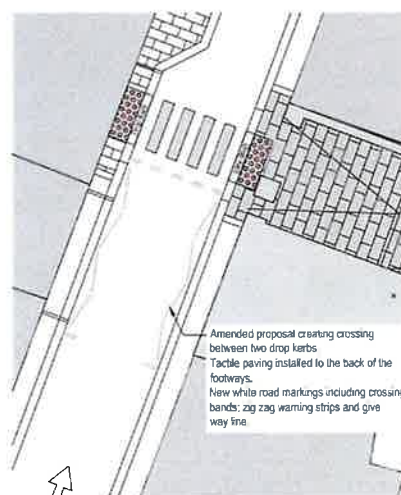 Amended proposal creating crossing
between two drop kerbs
Tactile paving installed to the back of the
footways.
New white road markings including crossing
bands; zig zag warning strips and give
way line